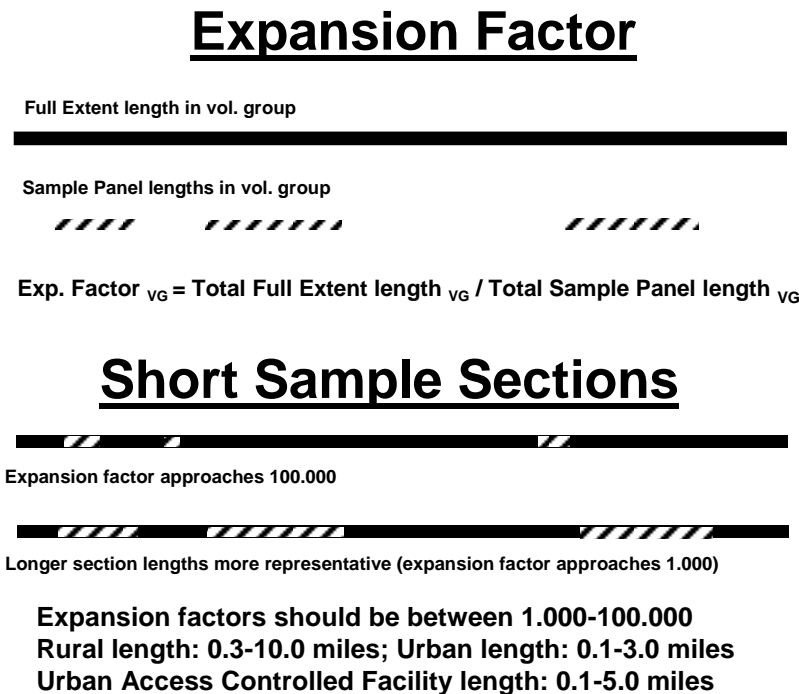 Expansion Factor
Full Extent length in vol. group
Sample Panel lengths in vol. group
Exp. Factor VG = Total Full Extent length VG / Total Sample Panel length VG
Short Sample Sections
Expansion factor approaches 100.000
Longer section lengths more representative (expansion factor approaches 1.000)
Expansion factors should be between 1.000-100.000
Rural length: 0.3-10.0 miles; Urban length: 0.1-3.0 miles
Urban Access Controlled Facility length: 0.1-5.0 miles